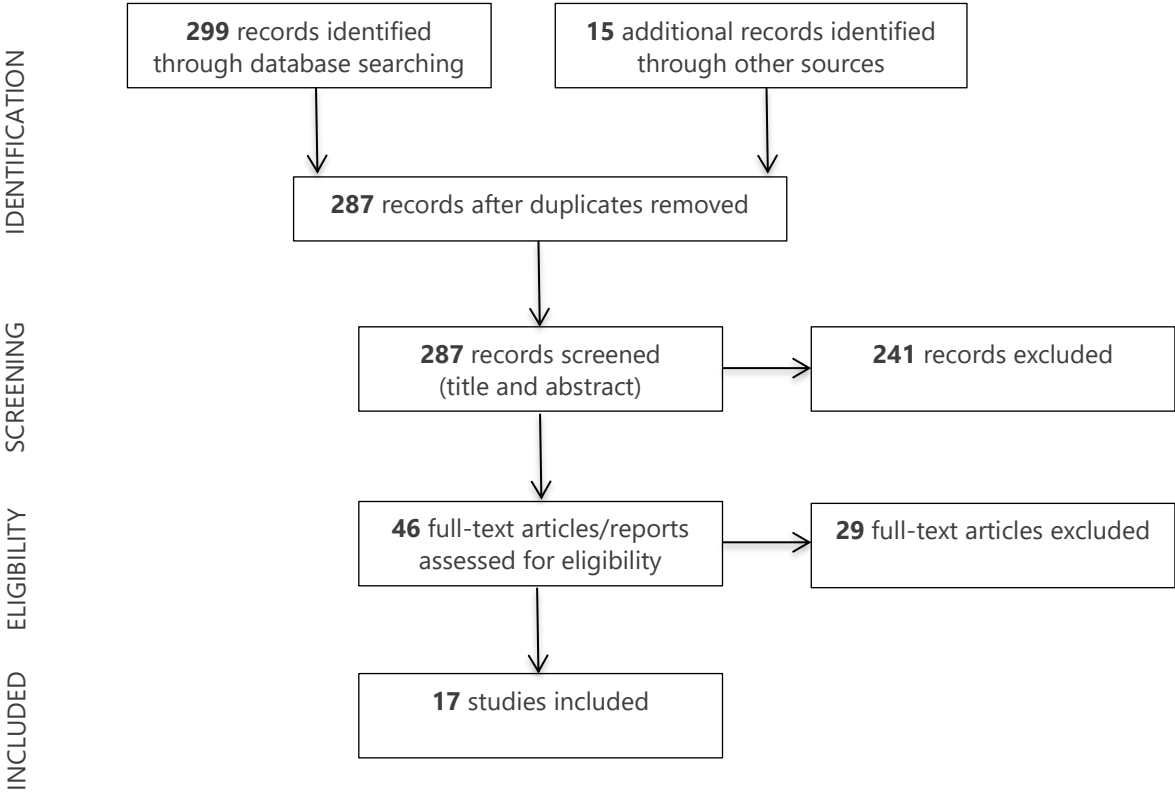 IDENTIFICATION
299 records identified
through database searching
15 additional records identified
through other sources
287 records after duplicates removed
SCREENING
287 records screened
(title and abstract)
241 records excluded
ELIGIBILITY
46 full-text articles/reports
assessed for eligibility
29 full-text articles excluded
INCLUDED
17 studies included